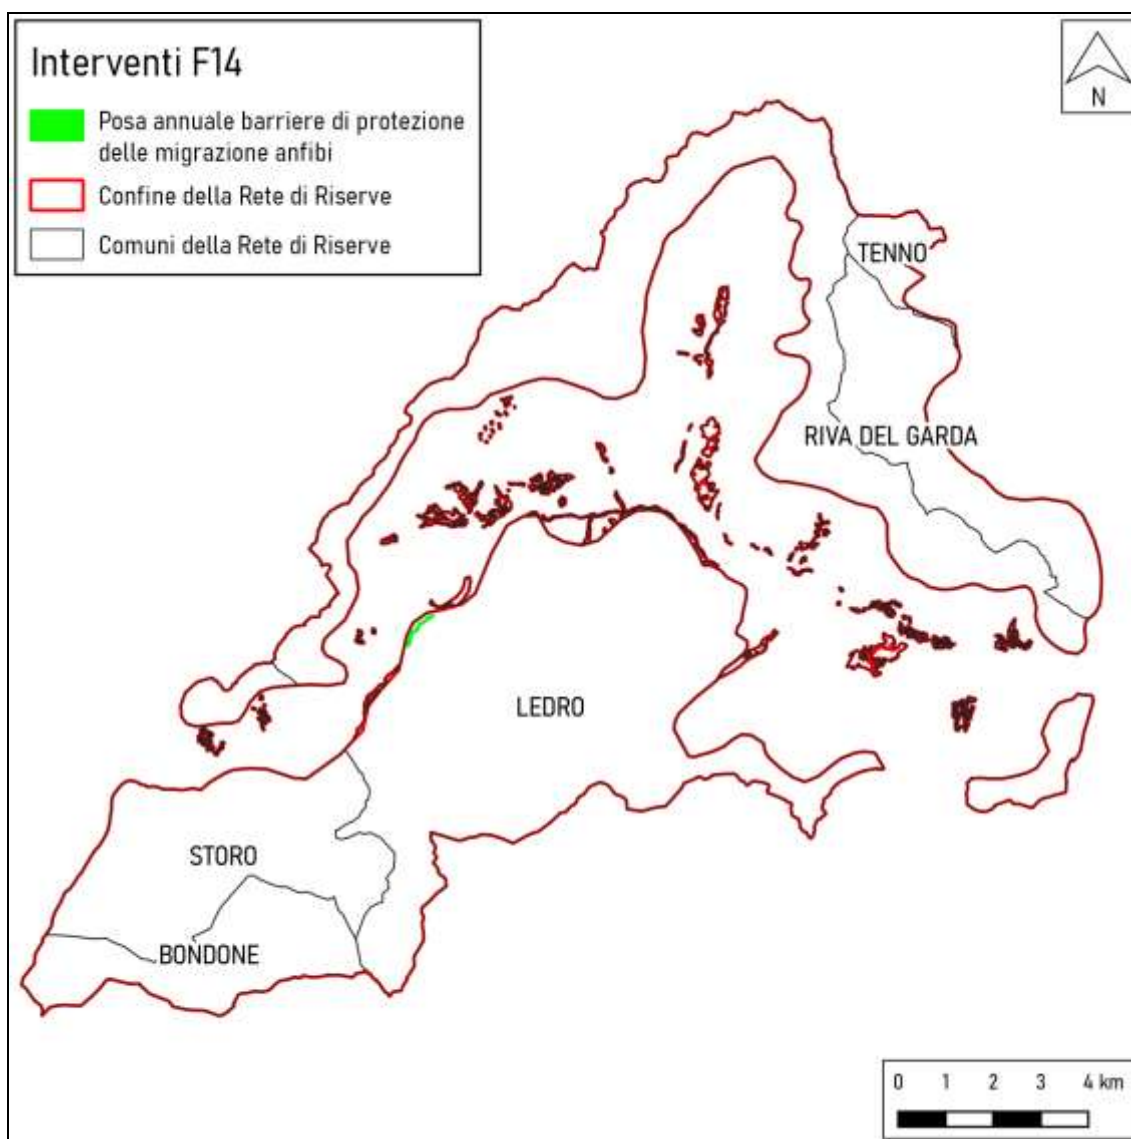 Interventi F14
Posa annuale barriere di protezione
delle migrazione anfibi
Confine della Rete di Riserve
Comuni della Rete di Riserve
N
TENNO
RIVA DEL GARDA
LEDRO
STORO
BONDONE
0 1 2 3 4 km